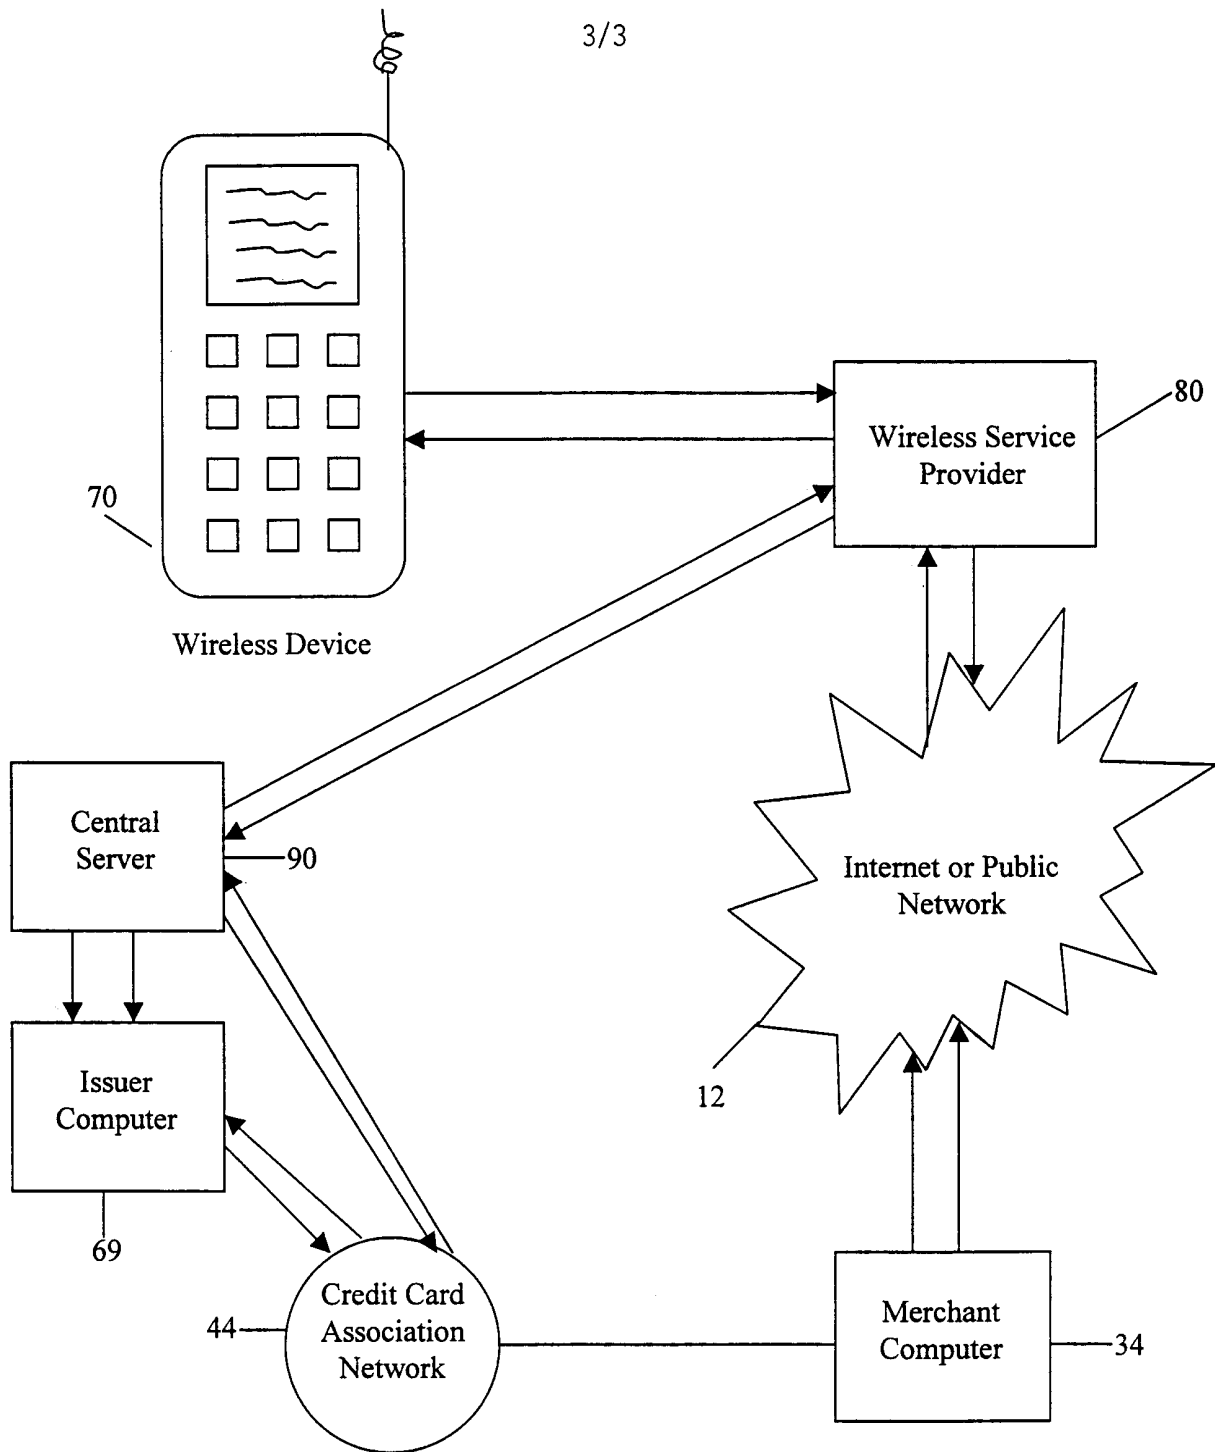 3/3
80
Wireless Service
Provider
70
Wireless Device
Central
Server
90
Internet or Public
Network
Issuer
Computer
12
69
Credit Card
Association
Network
44
Merchant
Computer
34